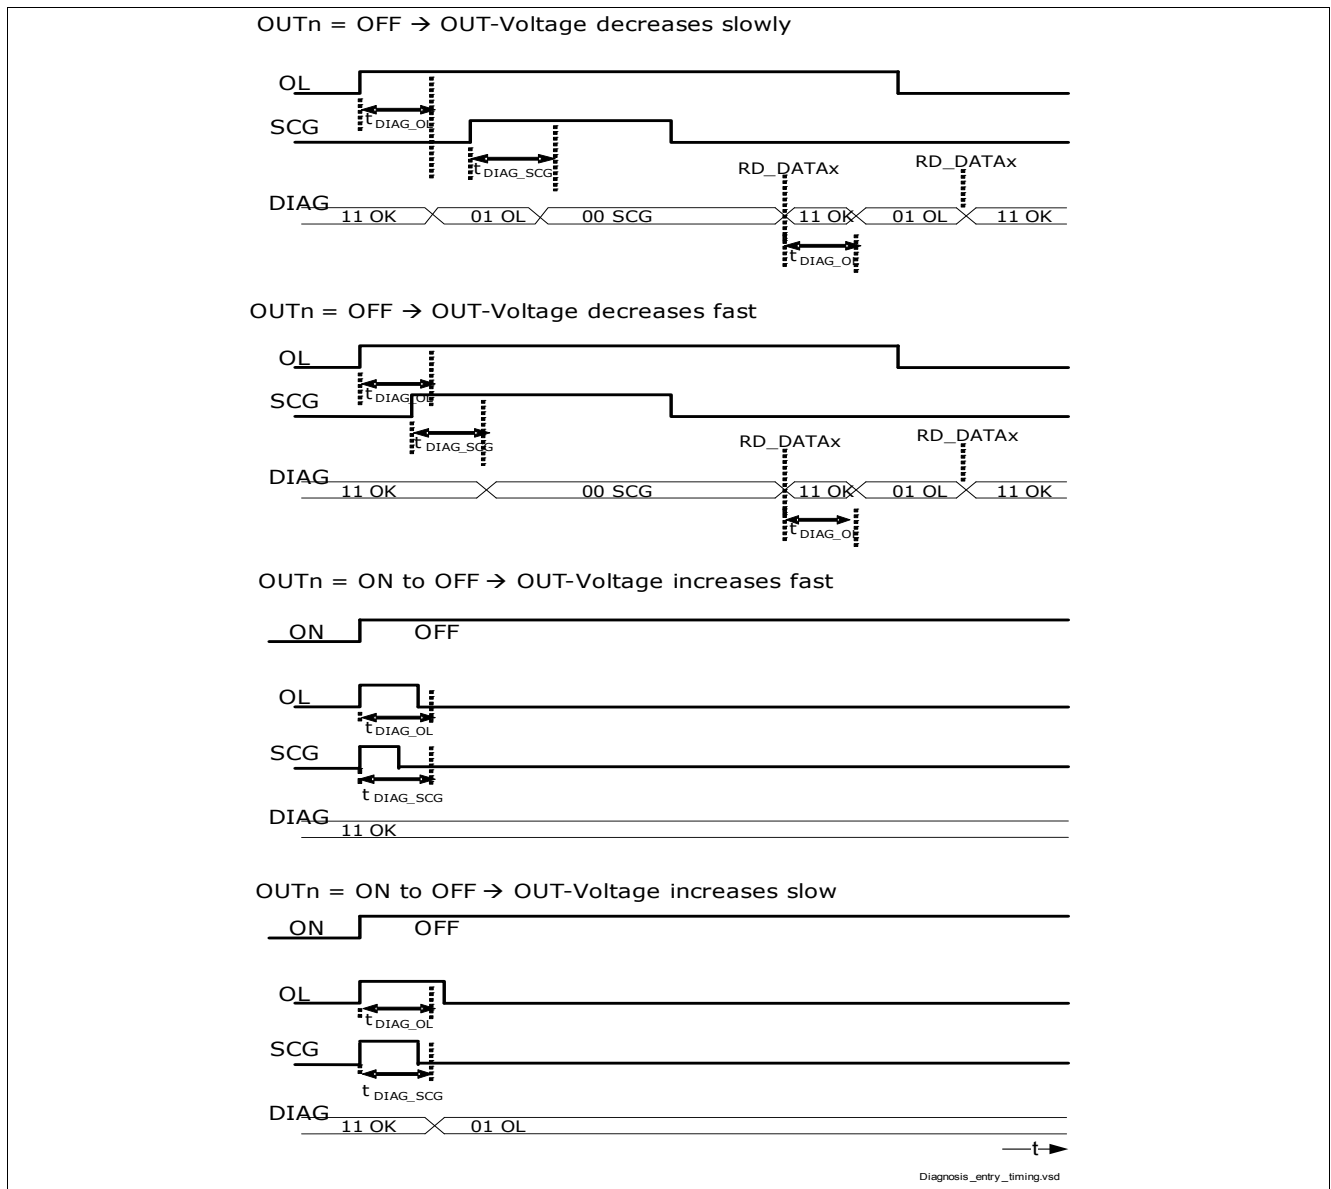 OUTn = OFF → OUT-Voltage decreases slowly
OL
t DIAG_OL
SCG
t DIAG_SCG
RD_DATAx RD_DATAx
DIAG 11 OK 01 OL 00 SCG 11 OK 01 OL 11 OK
t DIAG_OL
OUTn = OFF → OUT-Voltage decreases fast
OL
t DIAG_OL
SCG
t DIAG_SCG
RD_DATAx RD_DATAx
DIAG 11 OK 00 SCG 11 OK 01 OL 11 OK
t DIAG_OL
OUTn = ON to OFF → OUT-Voltage increases fast
ON OFF
OL
t DIAG_OL
SCG
t DIAG_SCG
DIAG 11 OK
OUTn = ON to OFF → OUT-Voltage increases slow
ON OFF
OL
t DIAG_OL
SCG
t DIAG_SCG
DIAG 11 OK 01 OL
t
Diagnosis_entry_timing.vsd